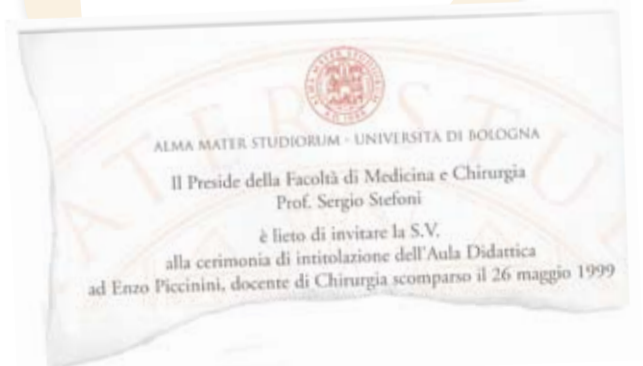 ALMA MATER STUDIORUM · UNIVERSITÀ DI BOLOGNA
Il Preside della Facoltà di Medicina e Chirurgia
Prof. Sergio Stefoni
è lieto di invitare la S.V.
alla cerimonia di intitolazione dell'Aula Didattica
ad Enzo Piccinini, docente di Chirurgia scomparso il 26 maggio 1999